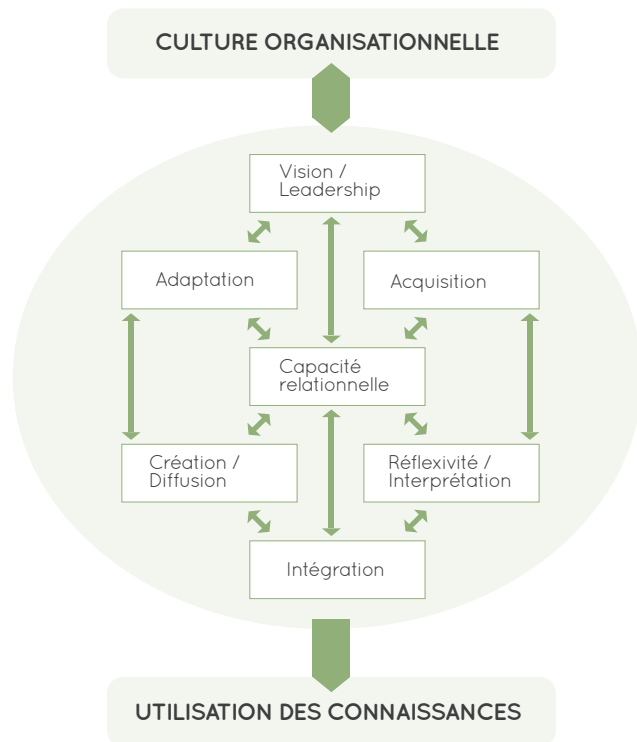 CULTURE ORGANISATIONNELLE
Vision /
Leadership
Adaptation
Acquisition
Capacité
relationnelle
Création /
Diffusion
Réflexivité /
Interprétation
Intégration
UTILISATION DES CONNAISSANCES